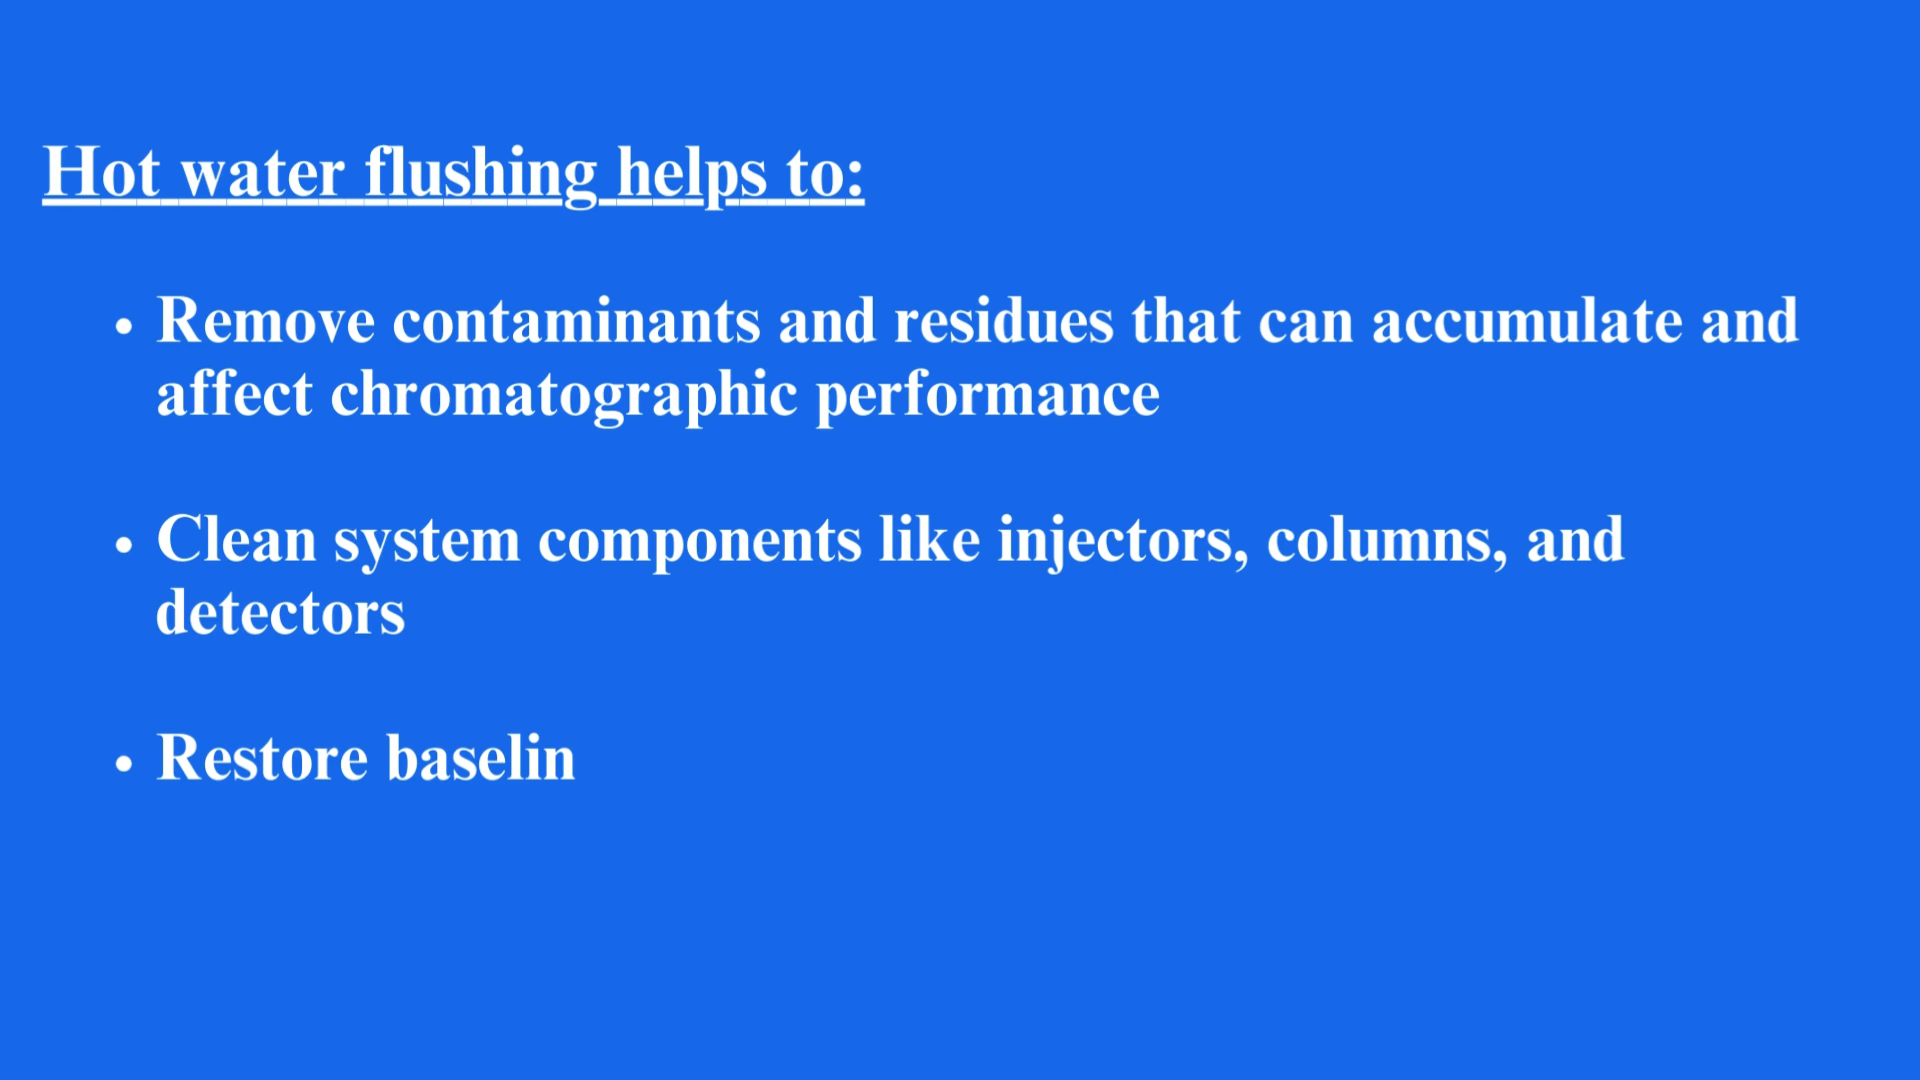 Hot water flushing helps to:
• Remove contaminants and residues that can accumulate and
affect chromatographic performance
• Clean system components like injectors, columns, and
detectors
• Restore baselin